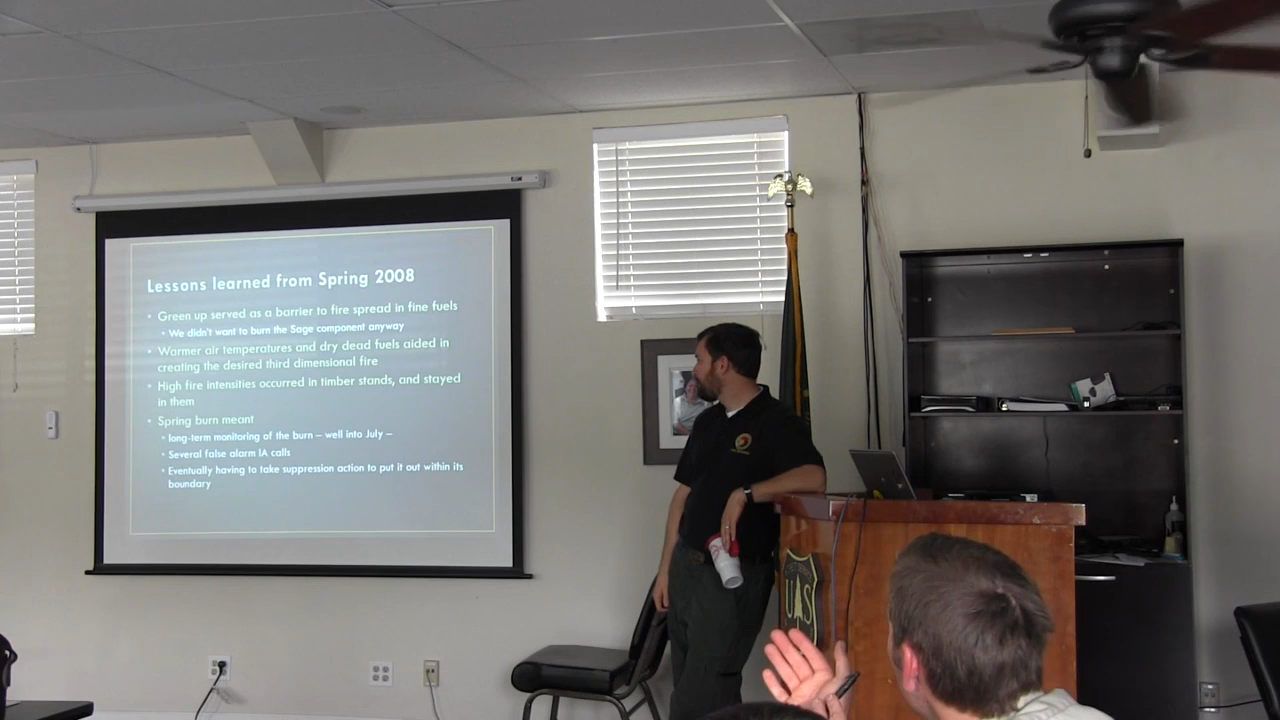 Lessons learned from Spring 2008
• Green up served as a barrier to fire spread in fine fuels
• We didn't want to burn the Sage component anyway
• Warmer air temperatures and dry dead fuels aided in
creating the desired third dimensional fire
• High fire intensities occurred in timber stands, and stayed
in them
• Spring burn meant
• long-term monitoring of the burn – well into July –
• Several false alarm IA calls
• Eventually having to take suppression action to put it out within its
boundary
U S